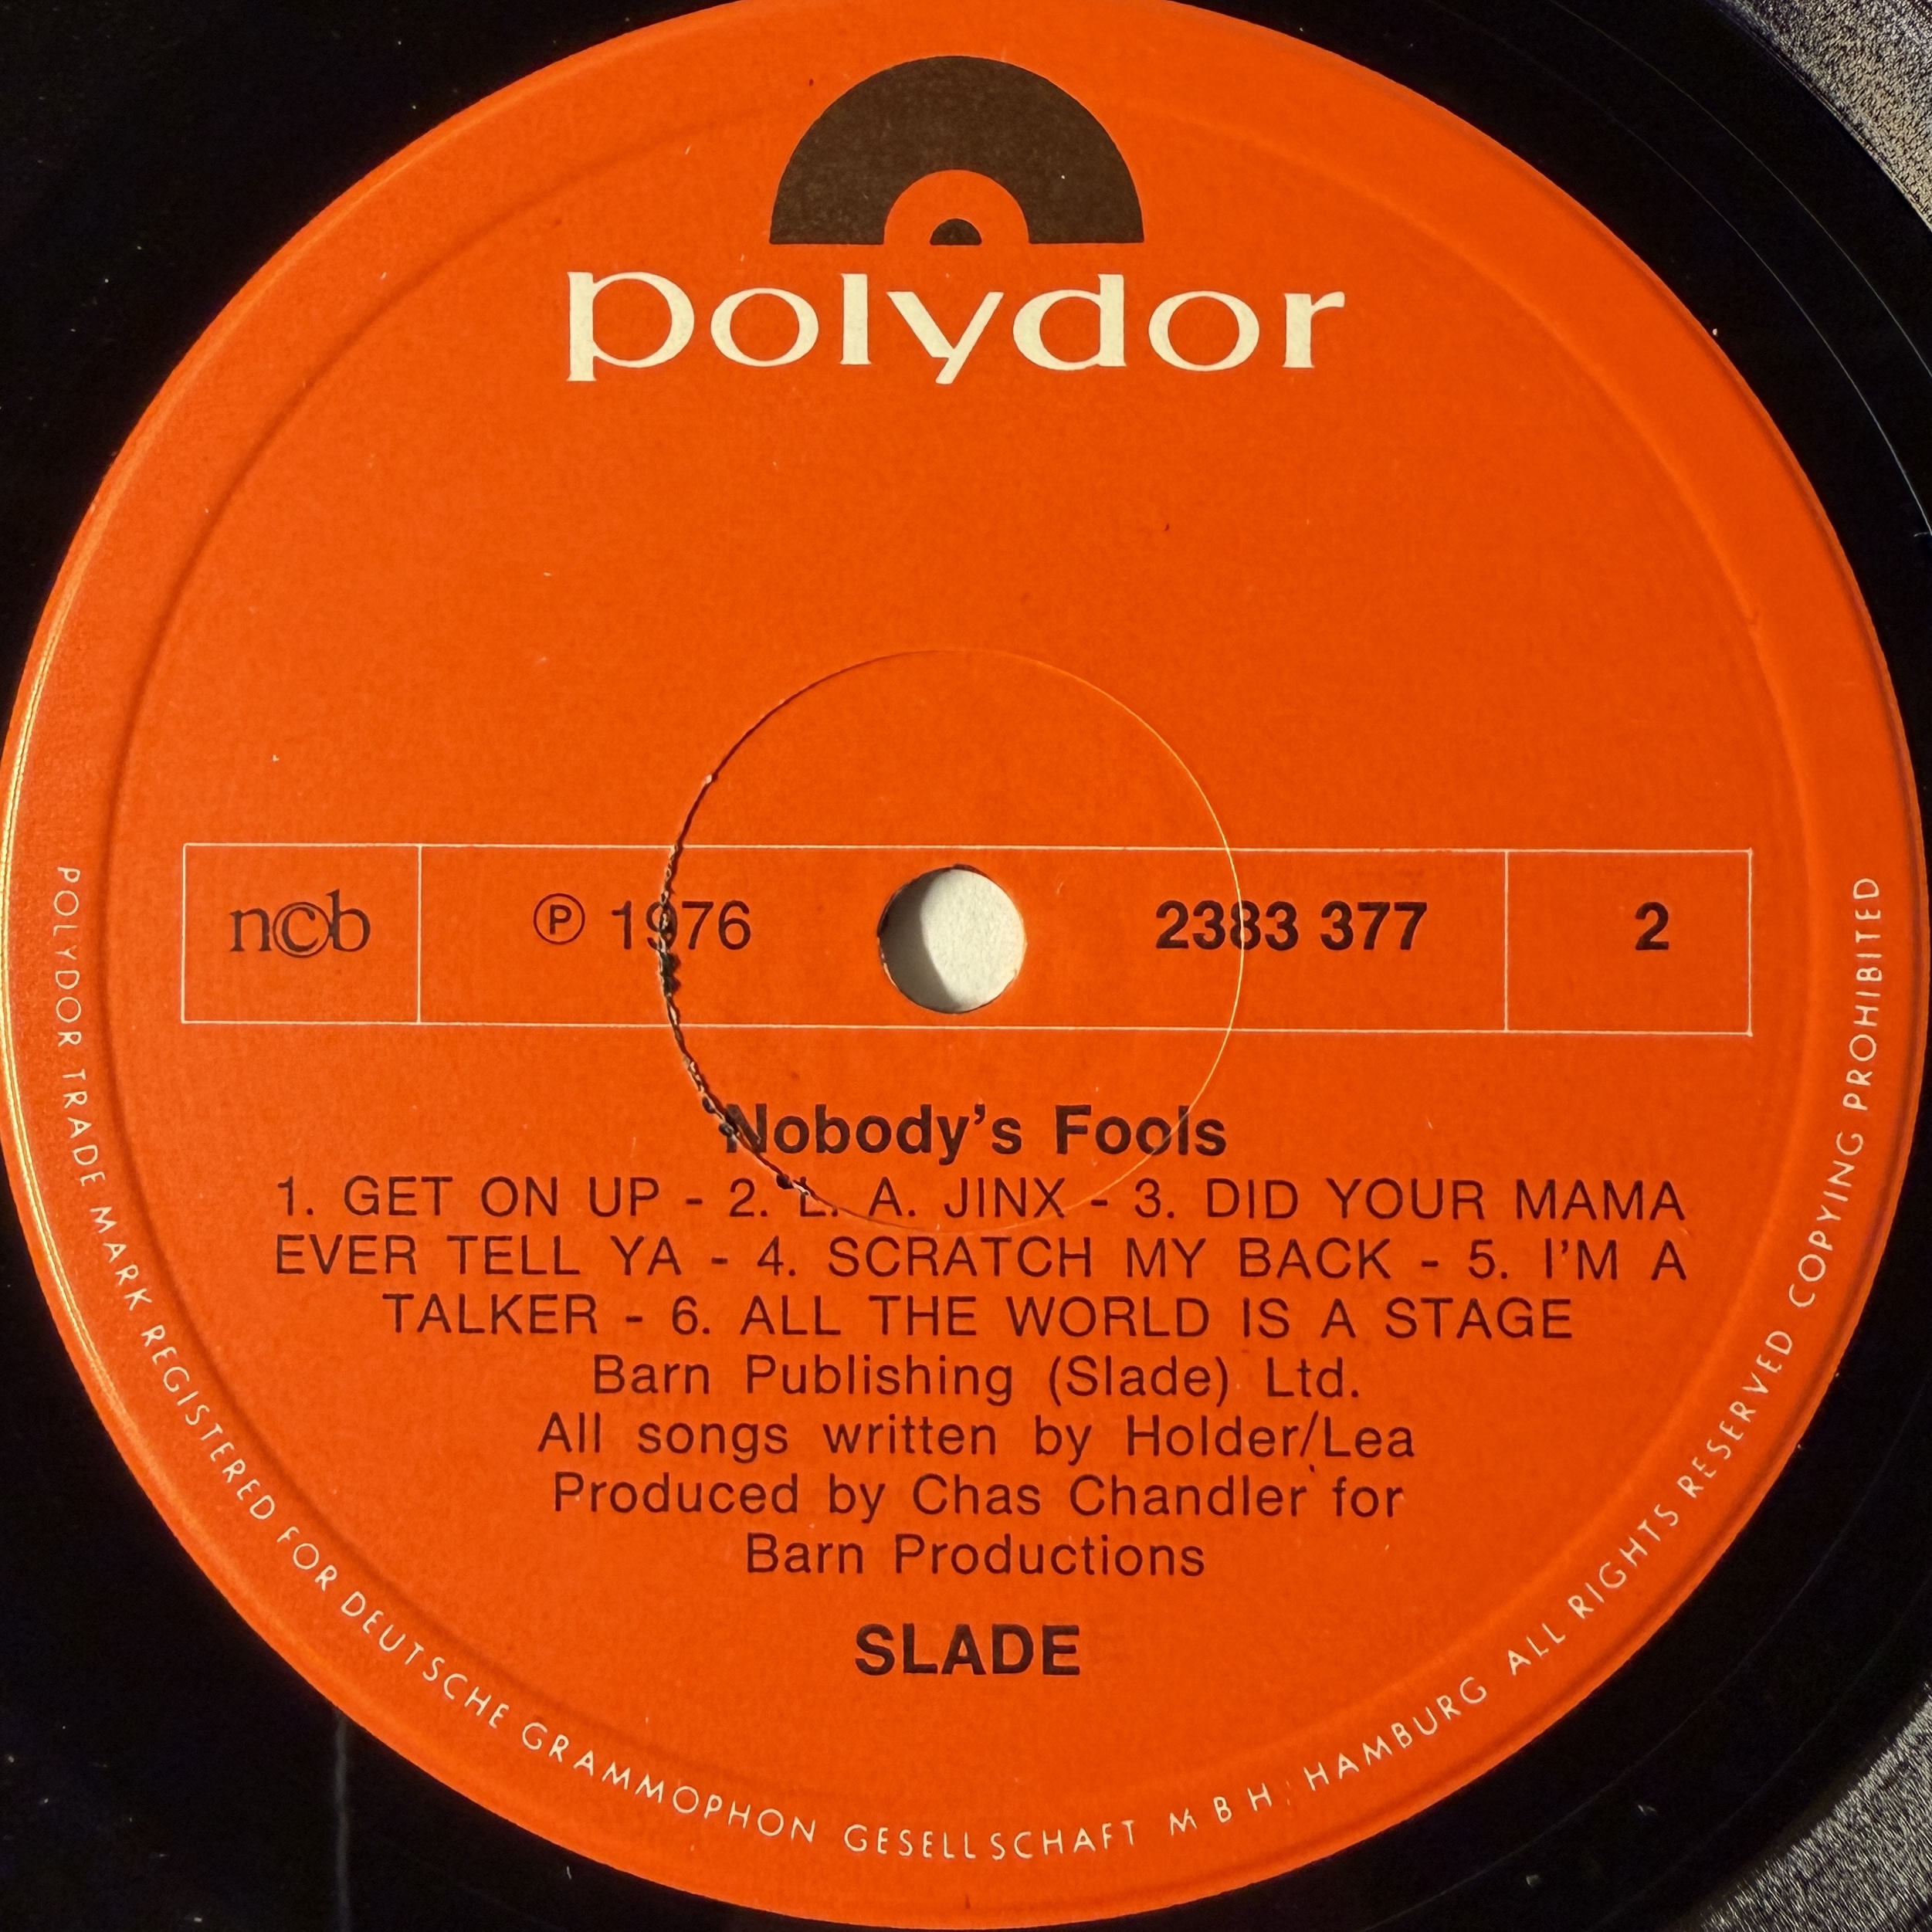 polydor
ncb
℗ 1976
2383 377
2
Nobody's Fools
1. GET ON UP - 2. L. A. JINX - 3. DID YOUR MAMA
EVER TELL YA - 4. SCRATCH MY BACK - 5. I'M A
TALKER - 6. ALL THE WORLD IS A STAGE
Barn Publishing (Slade) Ltd.
All songs written by Holder/Lea
Produced by Chas Chandler for
Barn Productions
SLADE
POLYDOR TRADE MARK REGISTERED FOR DEUTSCHE GRAMMOPHON GESELLSCHAFT M B H, HAMBURG ALL RIGHTS RESERVED COPYING PROHIBITED